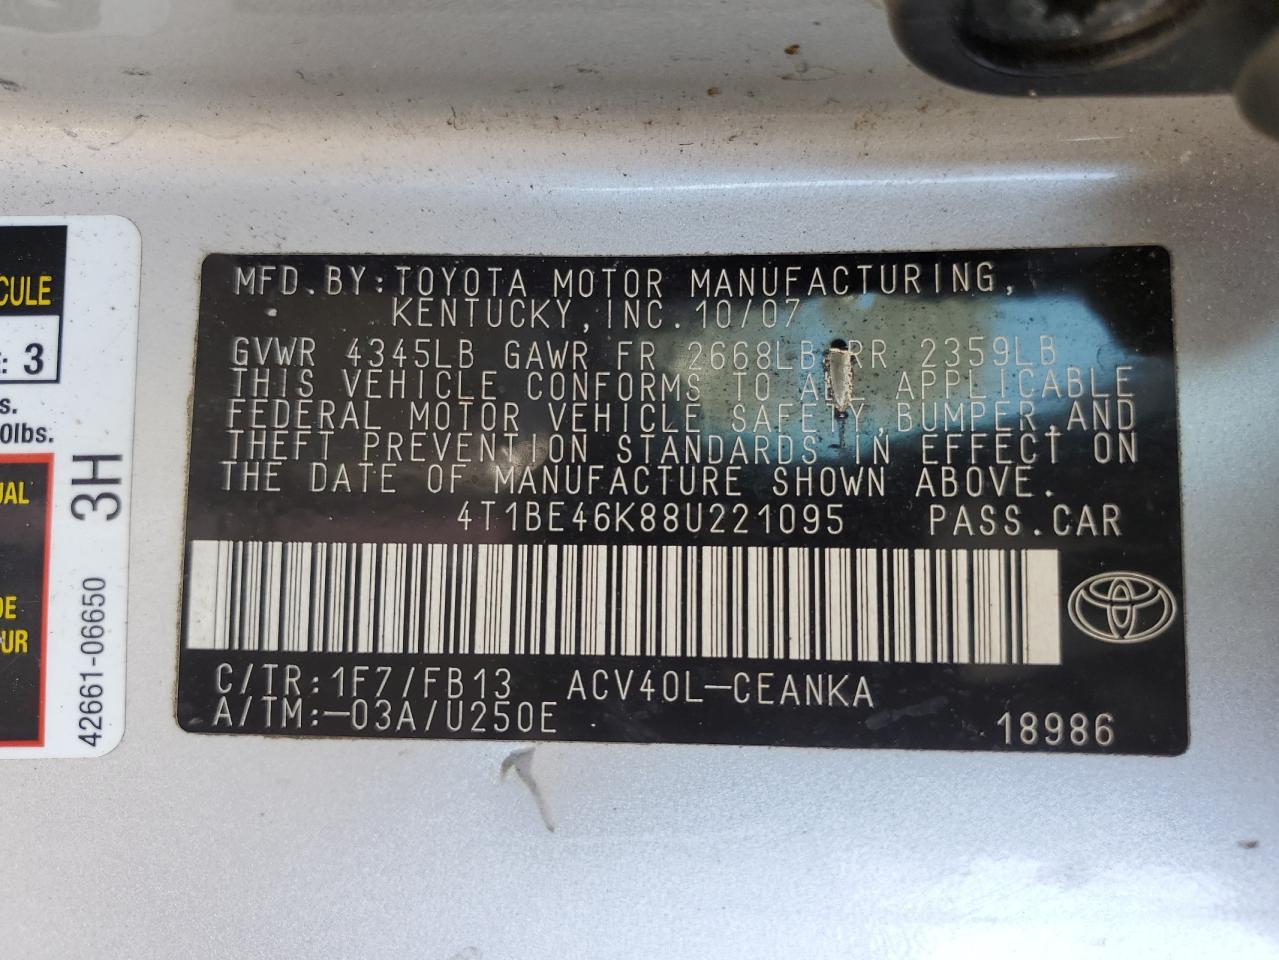 MFD.BY:TOYOTA MOTOR MANUFACTURING,
KENTUCKY,INC. 10/07
GVWR 4345LB GAWR FR 2668LB RR 2359LB
THIS VEHICLE CONFORMS TO ALL APPLICABLE
FEDERAL MOTOR VEHICLE SAFETY,BUMPER,AND
THEFT PREVENTION STANDARDS IN EFFECT ON
THE DATE OF MANUFACTURE SHOWN ABOVE.
4T1BE46K88U221095 PASS.CAR
C/TR:1F7/FB13 ACV40L-CEANKA
A/TM:-03A/U250E
18986
CULE
: 3
s.
0lbs.
UAL
DE
UR
3H
42661-06650